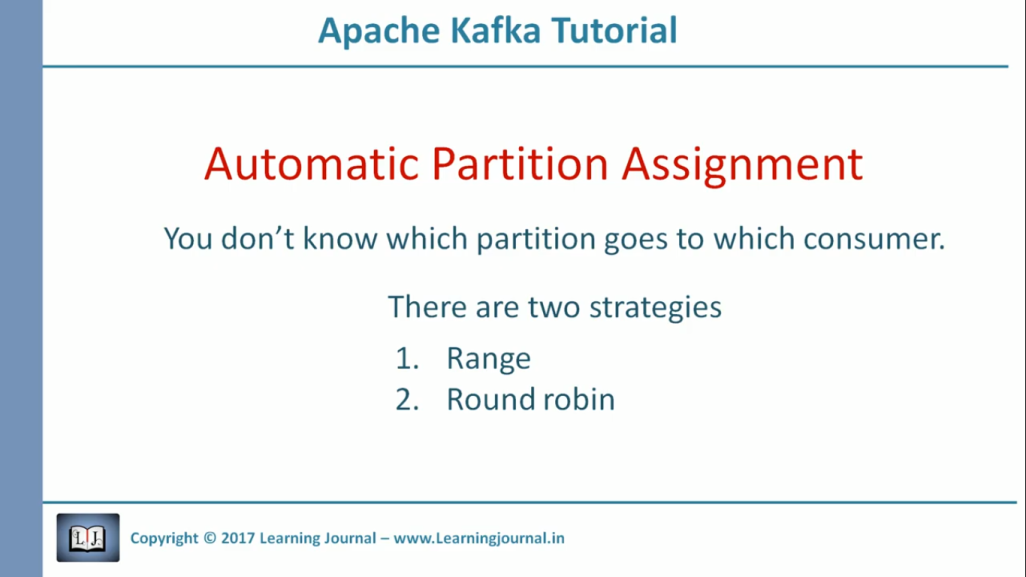 Apache Kafka Tutorial
Automatic Partition Assignment
You don’t know which partition goes to which consumer.
There are two strategies
1. Range
2. Round robin
LJ
Copyright © 2017 Learning Journal – www.Learningjournal.in